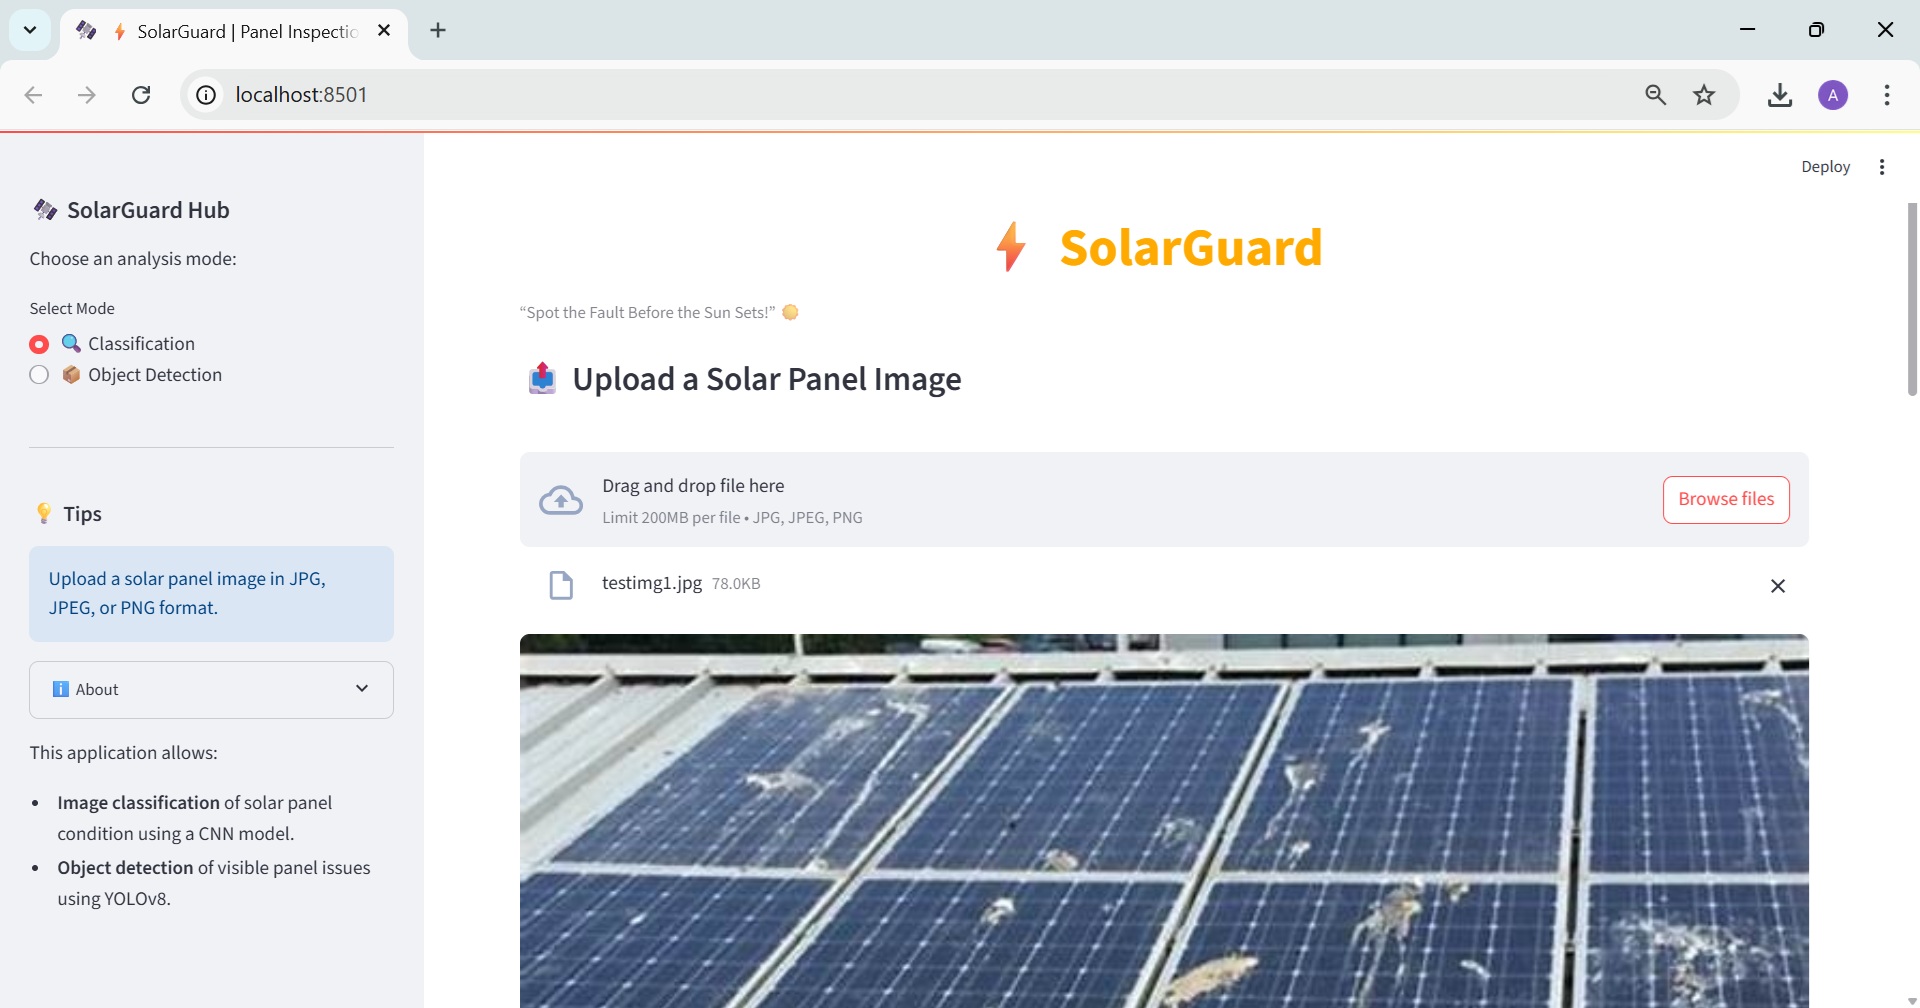 SolarGuard | Panel Inspectio
localhost:8501
A
Deploy
SolarGuard Hub
Choose an analysis mode:
Select Mode
Classification
Object Detection
Tips
Upload a solar panel image in JPG,
JPEG, or PNG format.
About
This application allows:
• Image classification of solar panel
condition using a CNN model.
• Object detection of visible panel issues
using YOLOv8.
SolarGuard
“Spot the Fault Before the Sun Sets!”
Upload a Solar Panel Image
Drag and drop file here
Limit 200MB per file • JPG, JPEG, PNG
Browse files
testimg1.jpg 78.0KB